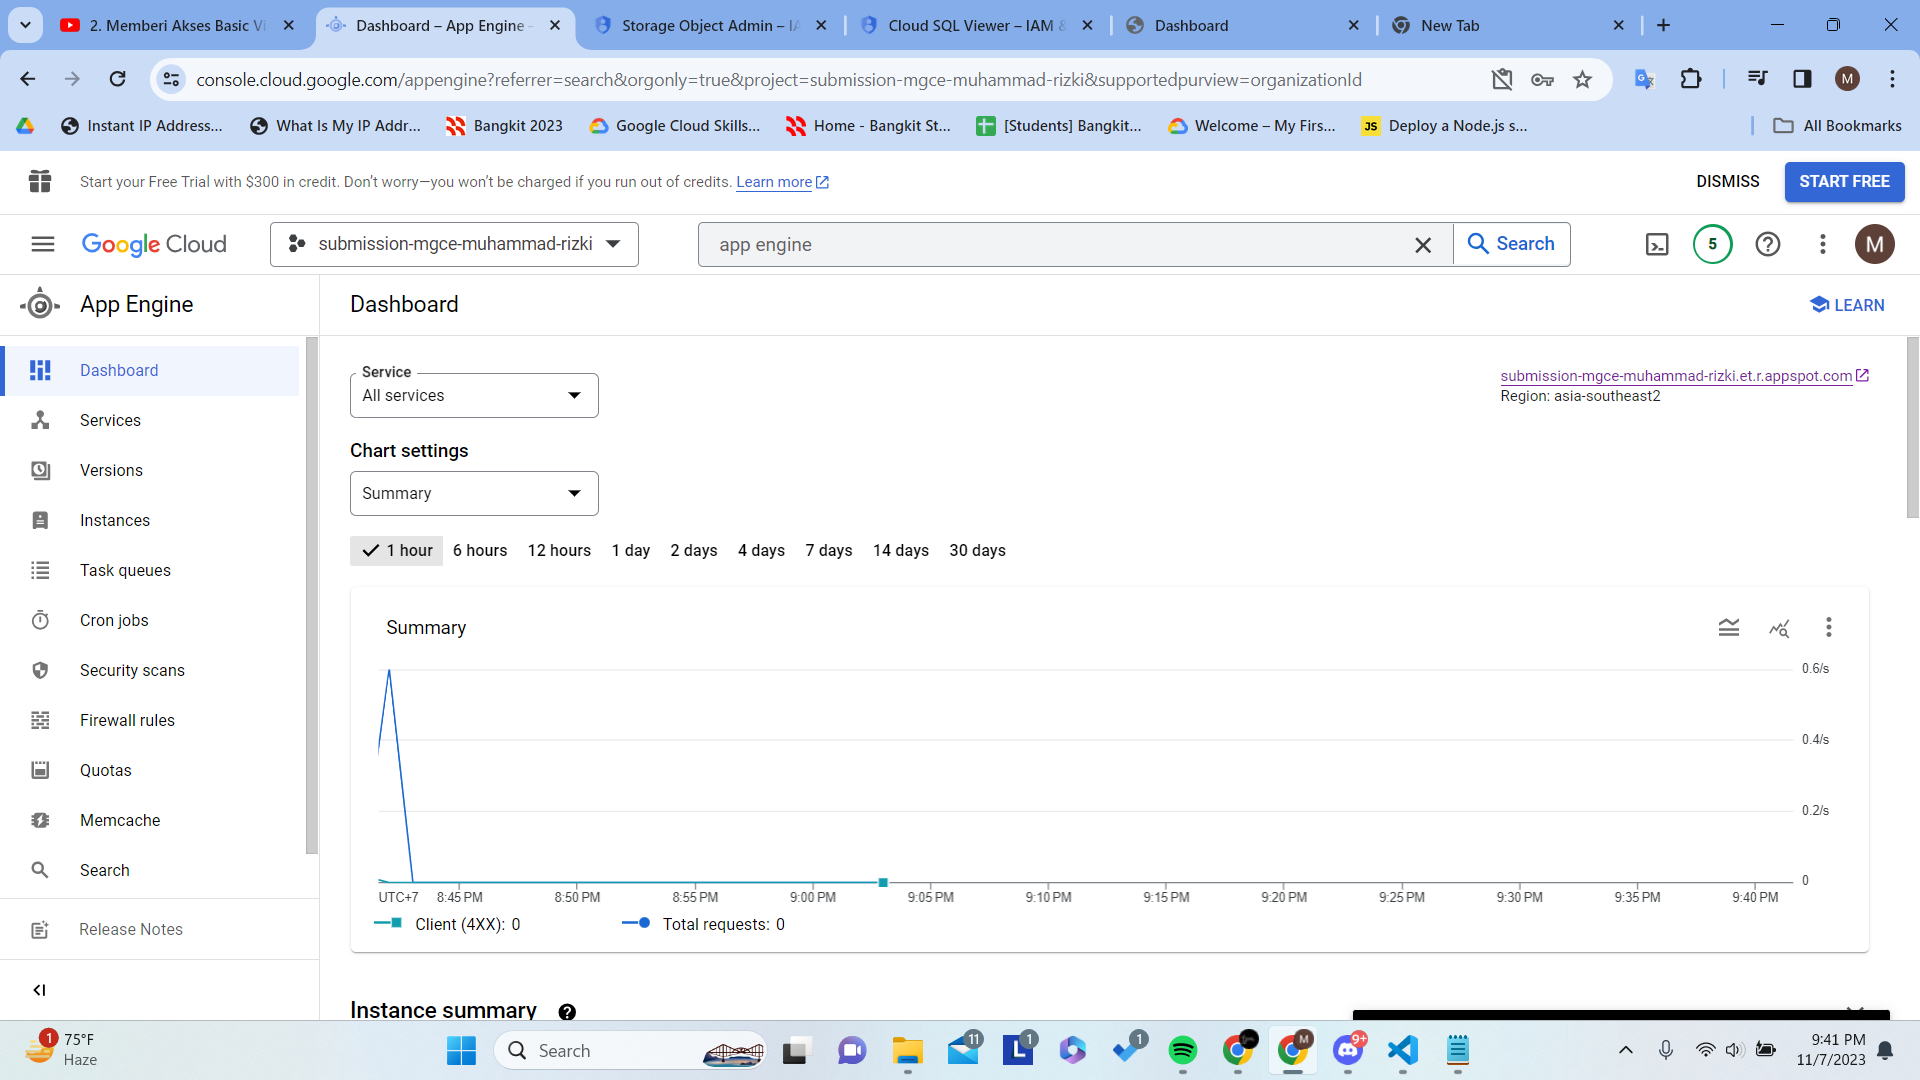 2. Memberi Akses Basic Vi
Dashboard – App Engine –
Storage Object Admin – IA
Cloud SQL Viewer – IAM &
Dashboard
New Tab
console.cloud.google.com/appengine?referrer=search&orgonly=true&project=submission-mgce-muhammad-rizki&supportedpurview=organizationId
M
Instant IP Address...
What Is My IP Addr...
Bangkit 2023
Google Cloud Skills...
Home - Bangkit St...
[Students] Bangkit...
Welcome – My Firs...
JS Deploy a Node.js s...
All Bookmarks
Start your Free Trial with $300 in credit. Don't worry—you won't be charged if you run out of credits. Learn more
DISMISS
START FREE
Google Cloud
submission-mgce-muhammad-rizki
app engine
Search
5
M
App Engine
Dashboard
LEARN
Dashboard
Services
Versions
Instances
Task queues
Cron jobs
Security scans
Firewall rules
Quotas
Memcache
Search
Release Notes
Service
All services
submission-mgce-muhammad-rizki.et.r.appspot.com
Region: asia-southeast2
Chart settings
Summary
1 hour 6 hours 12 hours 1 day 2 days 4 days 7 days 14 days 30 days
Summary
0.6/s
0.4/s
0.2/s
0
UTC+7 8:45 PM 8:50 PM 8:55 PM 9:00 PM 9:05 PM 9:10 PM 9:15 PM 9:20 PM 9:25 PM 9:30 PM 9:35 PM 9:40 PM
Client (4XX): 0
Total requests: 0
Instance summary
1
75°F
Haze
Search
11
L 1
1
M
9+
9:41 PM
11/7/2023